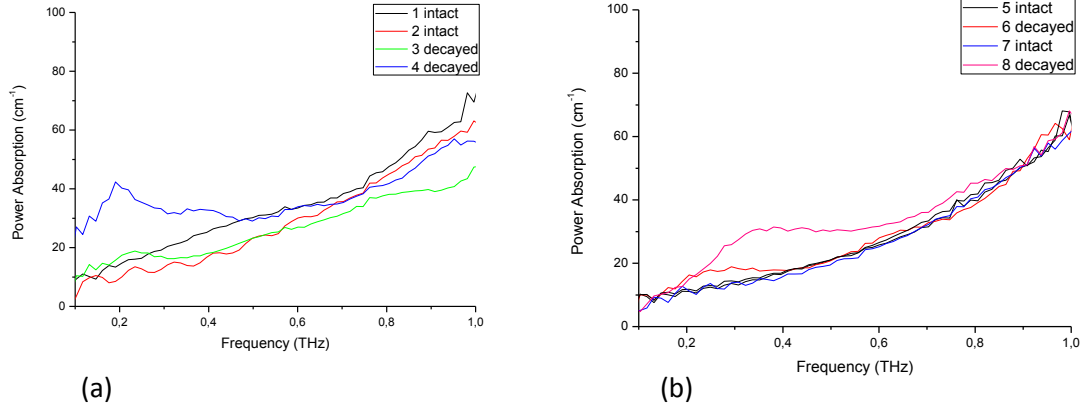 100
80
60
40
20
0
Power Absorption (cm⁻¹)
1 intact
2 intact
3 decayed
4 decayed
0,2
0,4
0,6
0,8
1,0
Frequency (THz)
(a)
100
80
60
40
20
0
Power Absorption (cm⁻¹)
5 intact
6 decayed
7 intact
8 decayed
0,2
0,4
0,6
0,8
1,0
Frequency (THz)
(b)